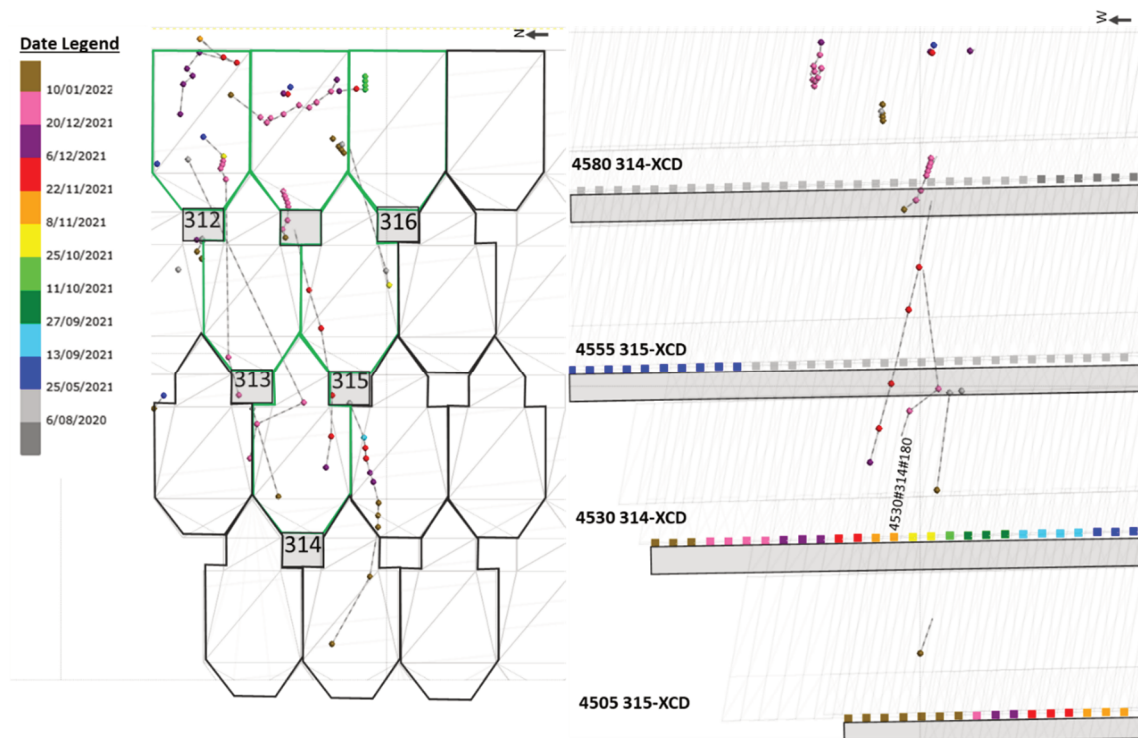 N
W
Date Legend
10/01/2022
20/12/2021
6/12/2021
22/11/2021
8/11/2021
25/10/2021
11/10/2021
27/09/2021
13/09/2021
25/05/2021
6/08/2020
312
316
313
315
314
4580 314-XCD
4555 315-XCD
4530#314#180
4530 314-XCD
4505 315-XCD